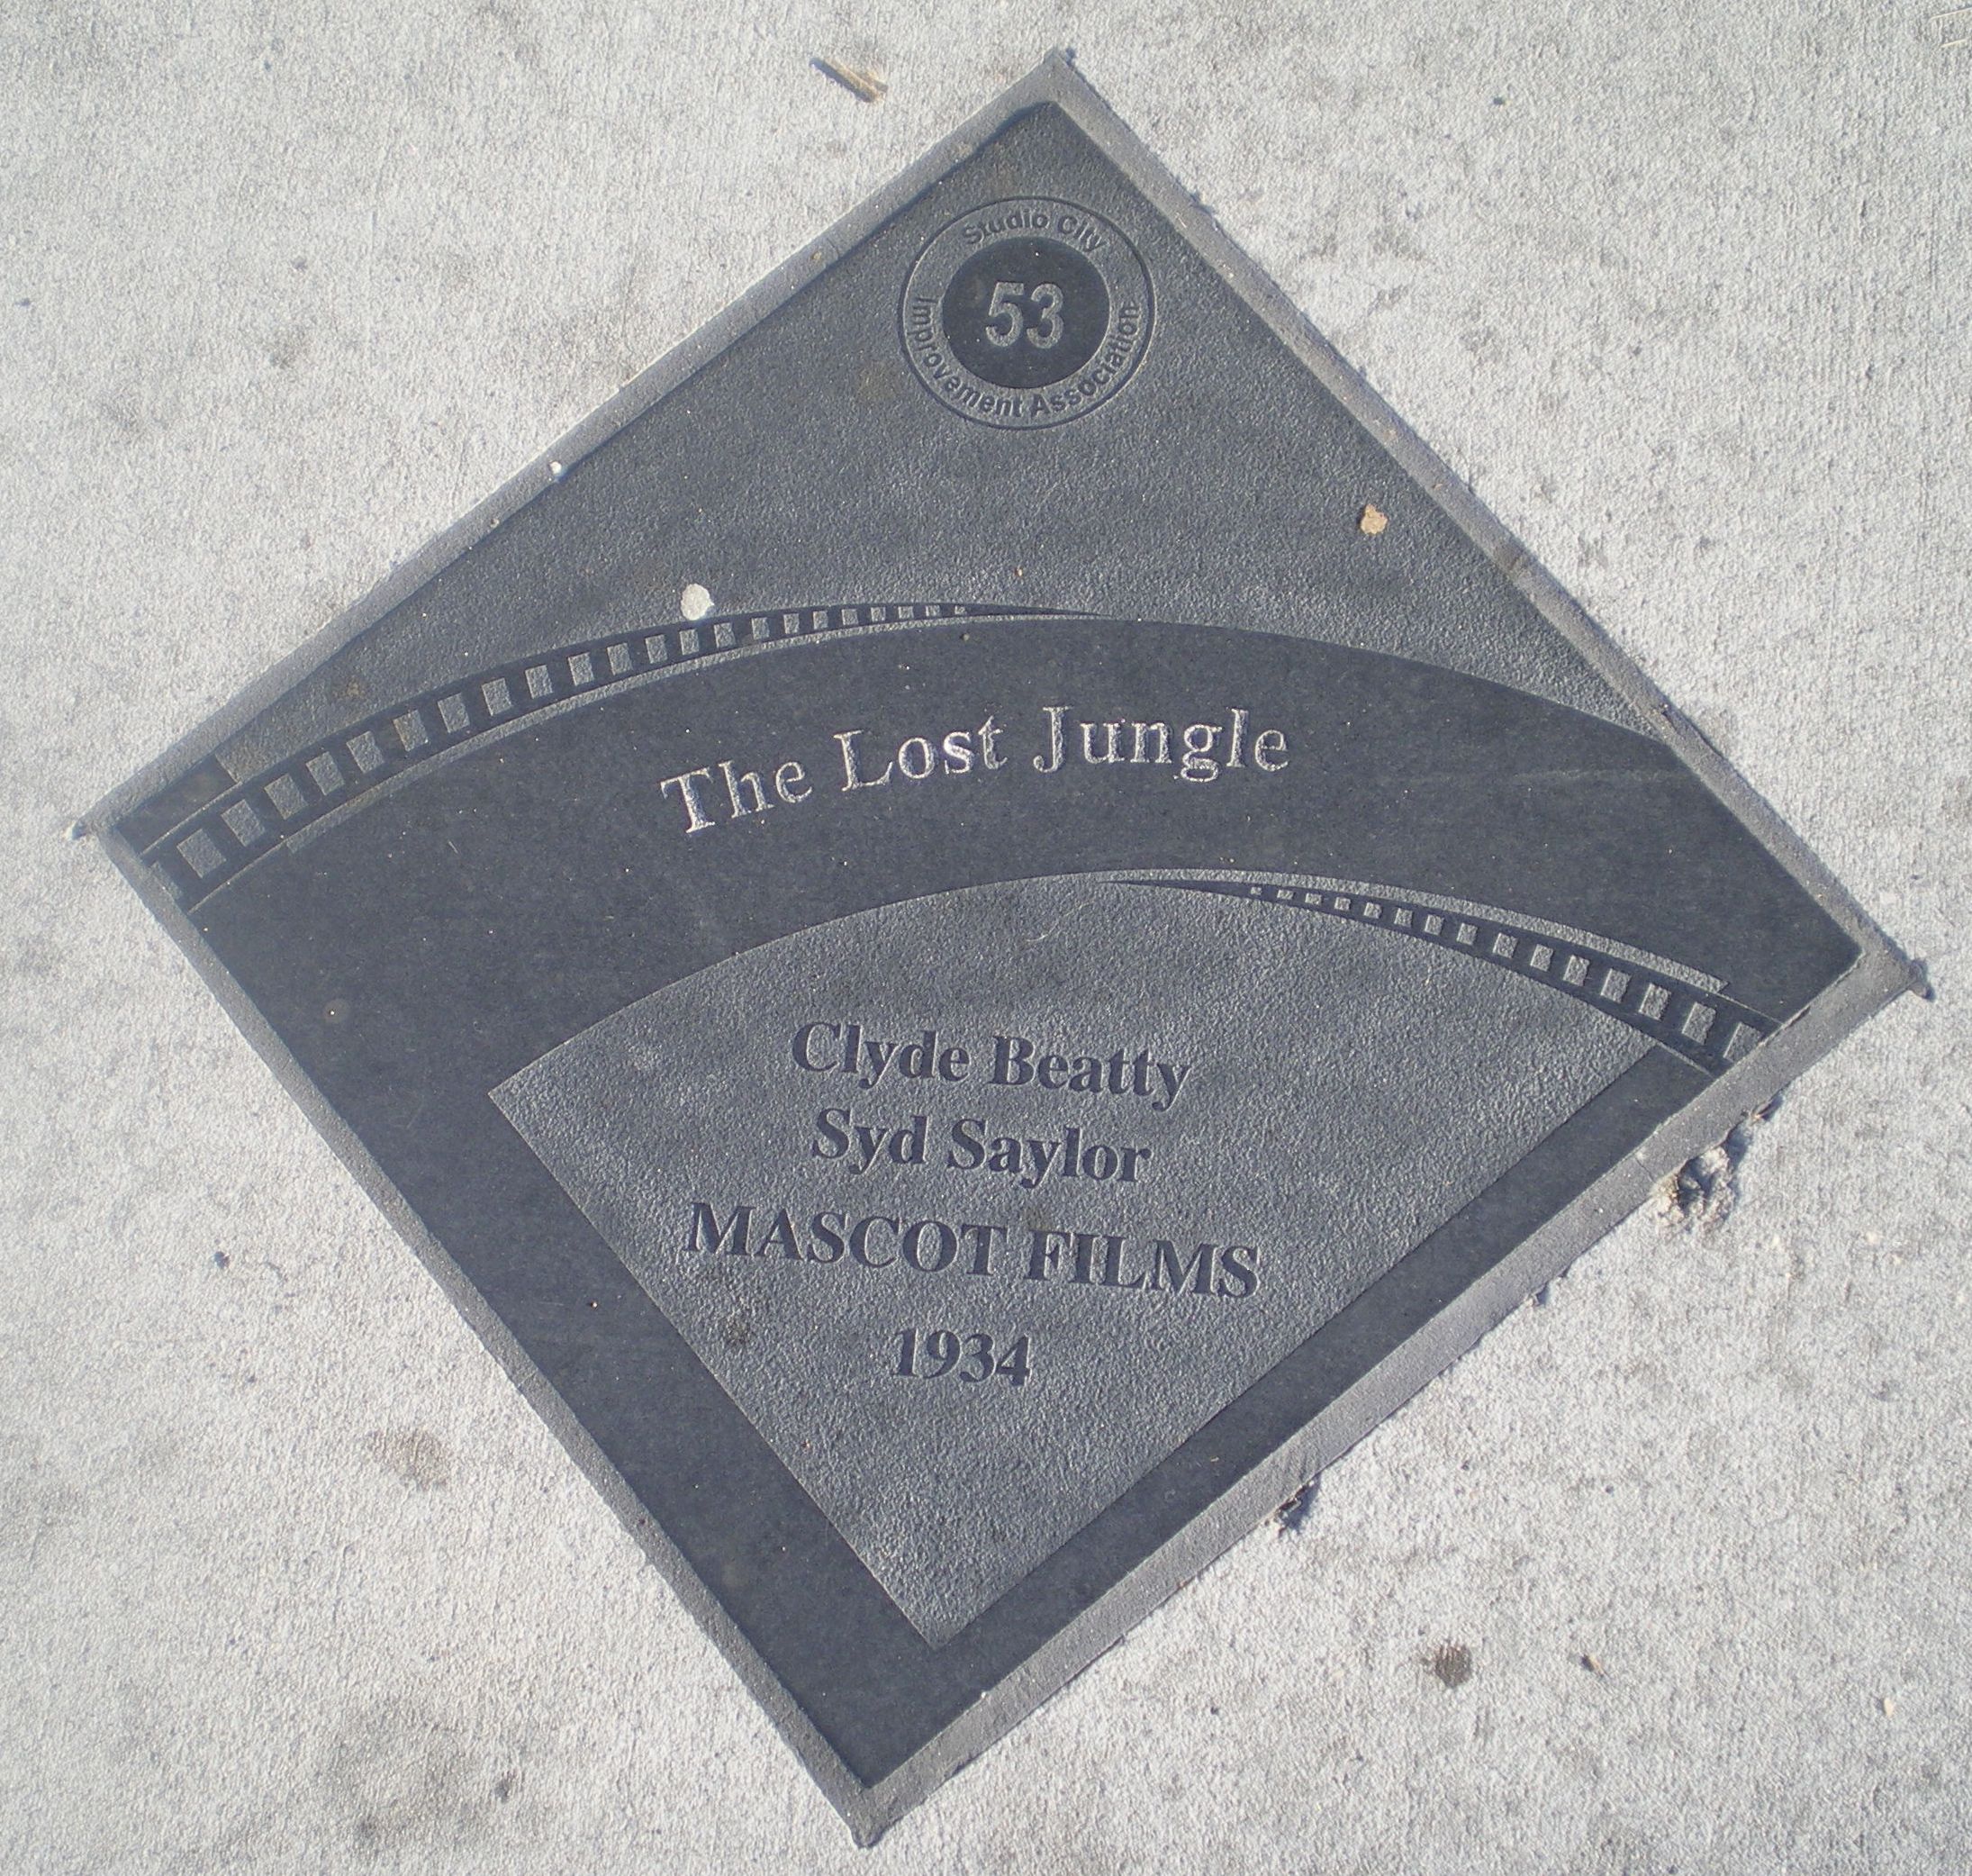 Studio City
53
Improvement Association
The Lost Jungle
Clyde Beatty
Syd Saylor
MASCOT FILMS
1934